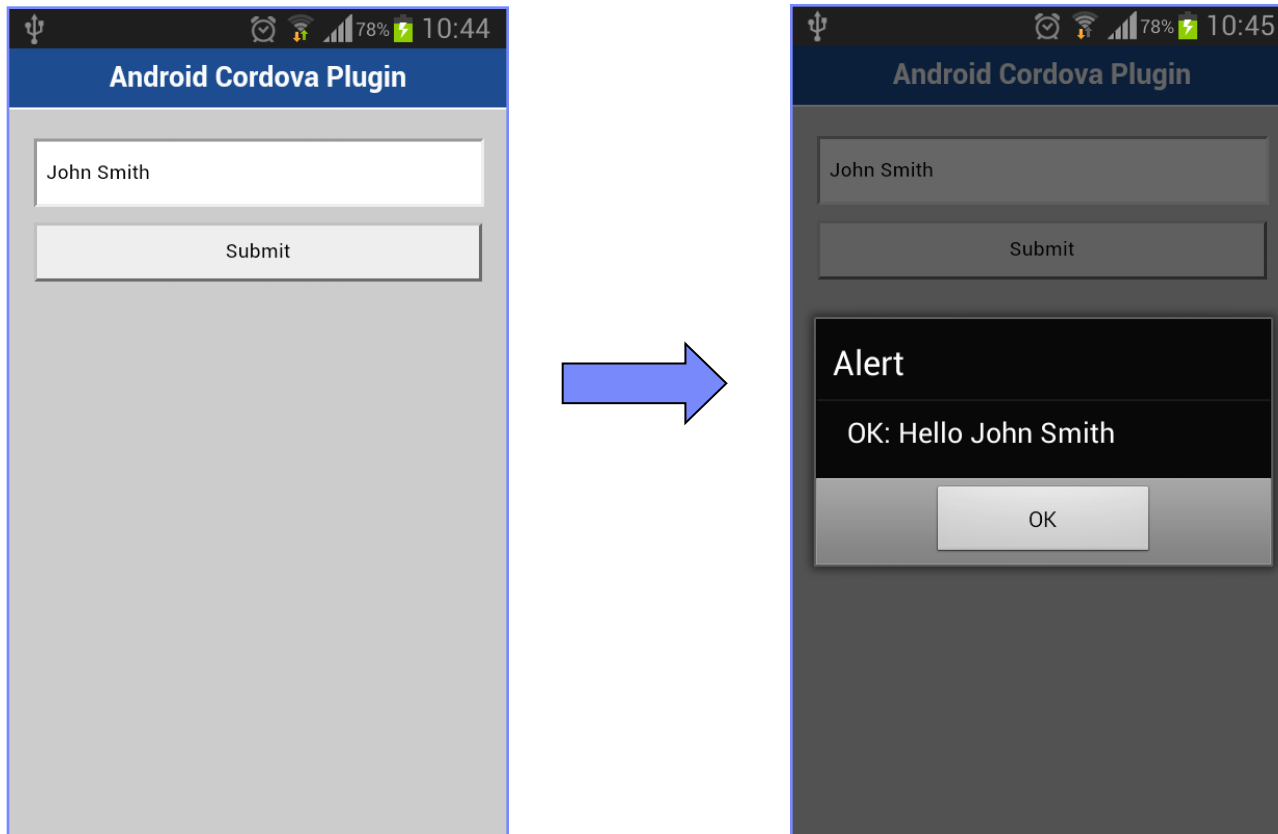 78% 10:44
Android Cordova Plugin
John Smith
Submit
78% 10:45
Android Cordova Plugin
John Smith
Submit
Alert
OK: Hello John Smith
OK